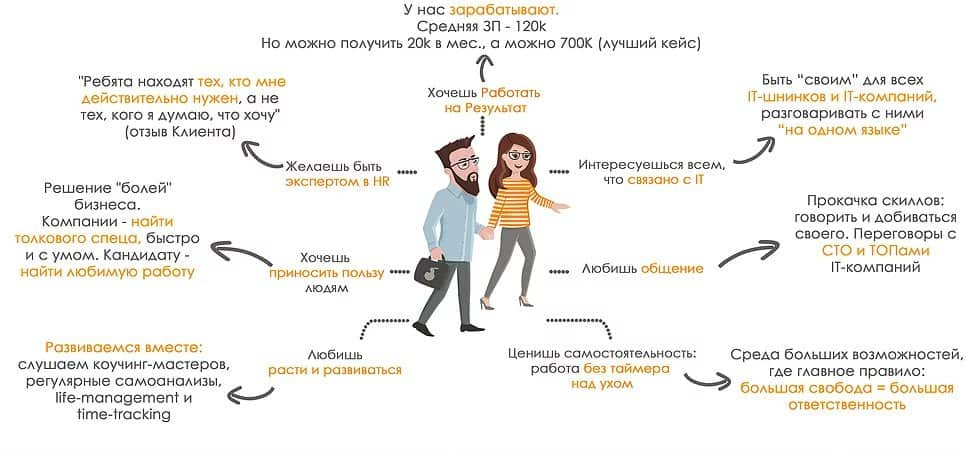 У нас зарабатывают.
Средняя ЗП - 120k
Но можно получить 20k в мес., а можно 700К (лучший кейс)
Хочешь Работать
на Результат
"Ребята находят тех, кто мне
действительно нужен, а не
тех, кого я думаю, что хочу"
(отзыв Клиента)
Желаешь быть
экспертом в HR
Быть “своим” для всех
IT-шнинков и IT-компаний,
разговаривать с ними
"на одном языке"
Интересуешься всем,
что связано с IT
Решение "болей"
бизнеса.
Компании - найти
толкового спеца, быстро
и с умом. Кандидату -
найти любимую работу
Хочешь
приносить пользу
людям
Прокачка скиллов:
говорить и добиваться
своего. Переговоры с
СТО и ТОПами
IT-компаний
Любишь общение
Развиваемся вместе:
слушаем коучинг-мастеров,
регулярные самоанализы,
life-management и
time-tracking
Любишь
расти и развиваться
Ценишь самостоятельность:
работа без таймера
над ухом
Среда больших возможностей,
где главное правило:
большая свобода = большая
ответственность